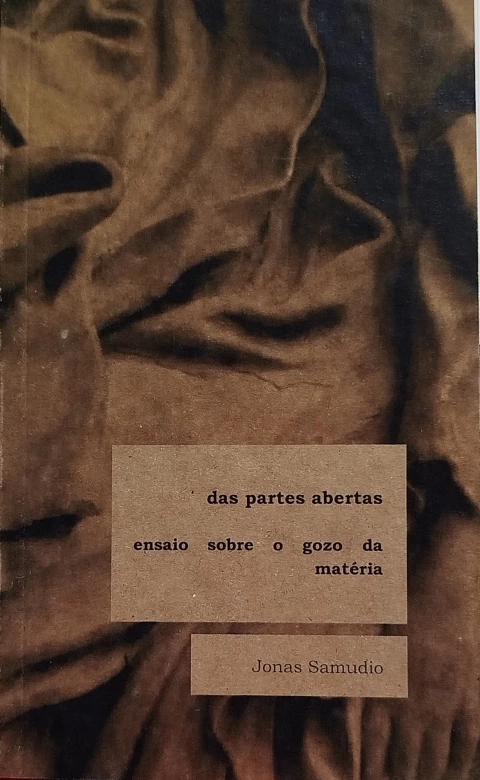 das partes abertas
ensaio sobre o gozo da
matéria
Jonas Samudio